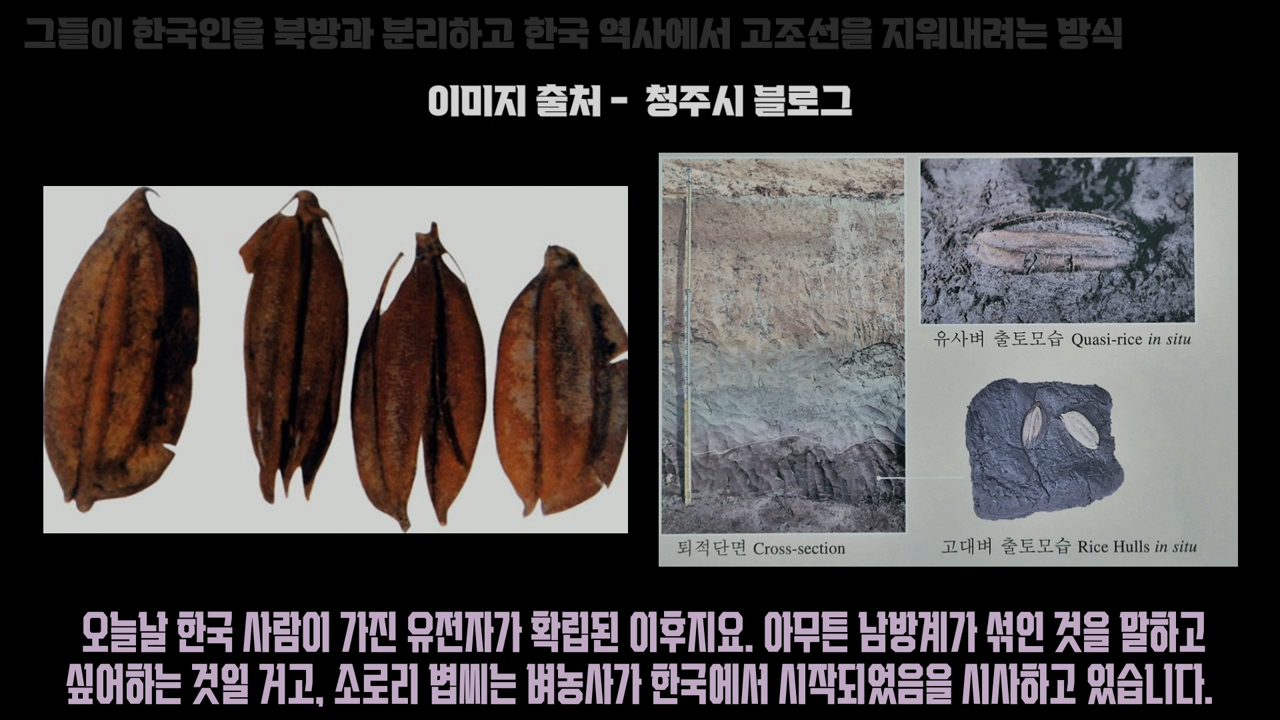 그들이 한국인을 북방과 분리하고 한국 역사에서 고조선을 지워내려는 방식
이미지 출처 - 청주시 블로그
유사벼 출토모습 Quasi-rice in situ
퇴적단면 Cross-section
고대벼 출토모습 Rice Hulls in situ
오늘날 한국 사람이 가진 유전자가 확립된 이후지요. 아무튼 남방계가 섞인 것을 말하고
싶어하는 것일 거고, 소로리 볍씨는 벼농사가 한국에서 시작되었음을 시사하고 있습니다.